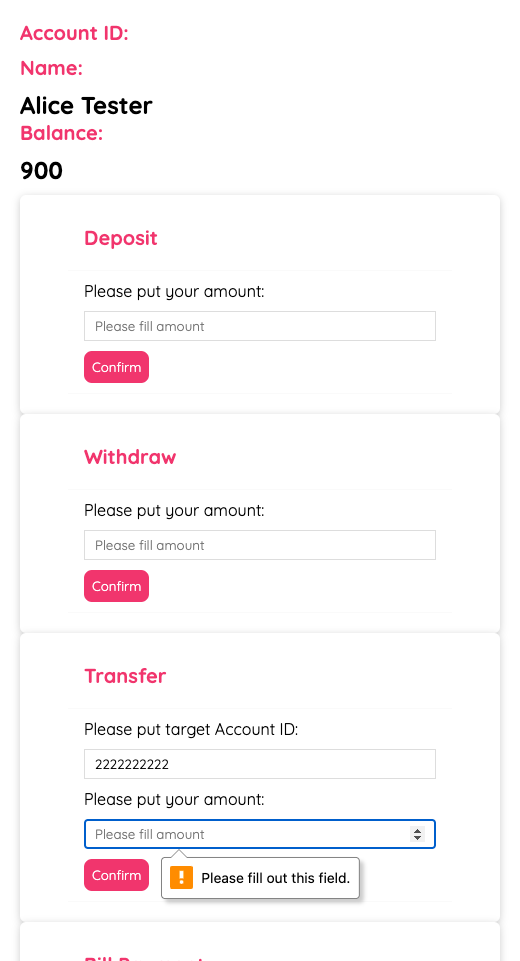 Account ID:
Name:
Alice Tester
Balance:
900
Deposit
Please put your amount:
Please fill amount
Confirm
Withdraw
Please put your amount:
Please fill amount
Confirm
Transfer
Please put target Account ID:
2222222222
Please put your amount:
Please fill amount
Confirm
Please fill out this field.